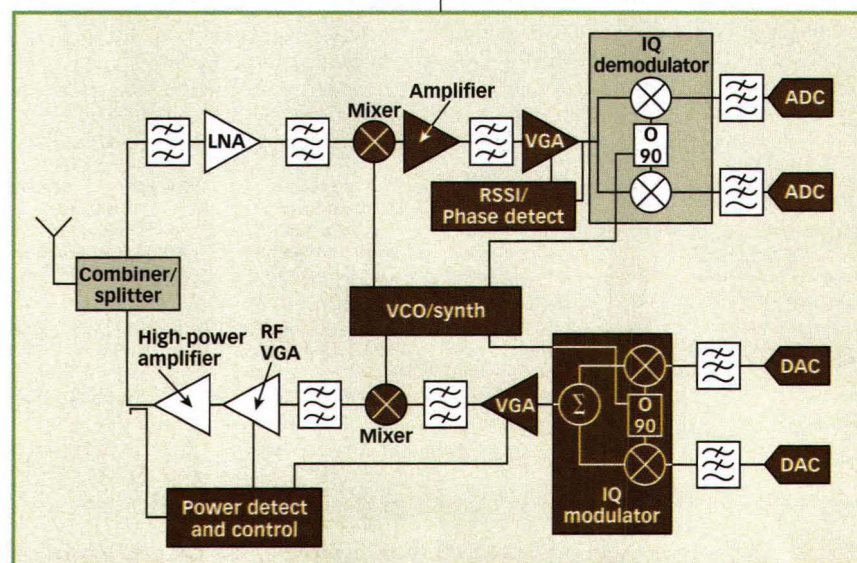 IQ
demodulator
Amplifier
Mixer
LNA
VGA
ADC
O
90
RSSI/
Phase detect
ADC
Combiner/
splitter
VCO/synth
High-power
amplifier
RF
VGA
Mixer
VGA
Σ
O
90
DAC
DAC
Power detect
and control
IQ
modulator